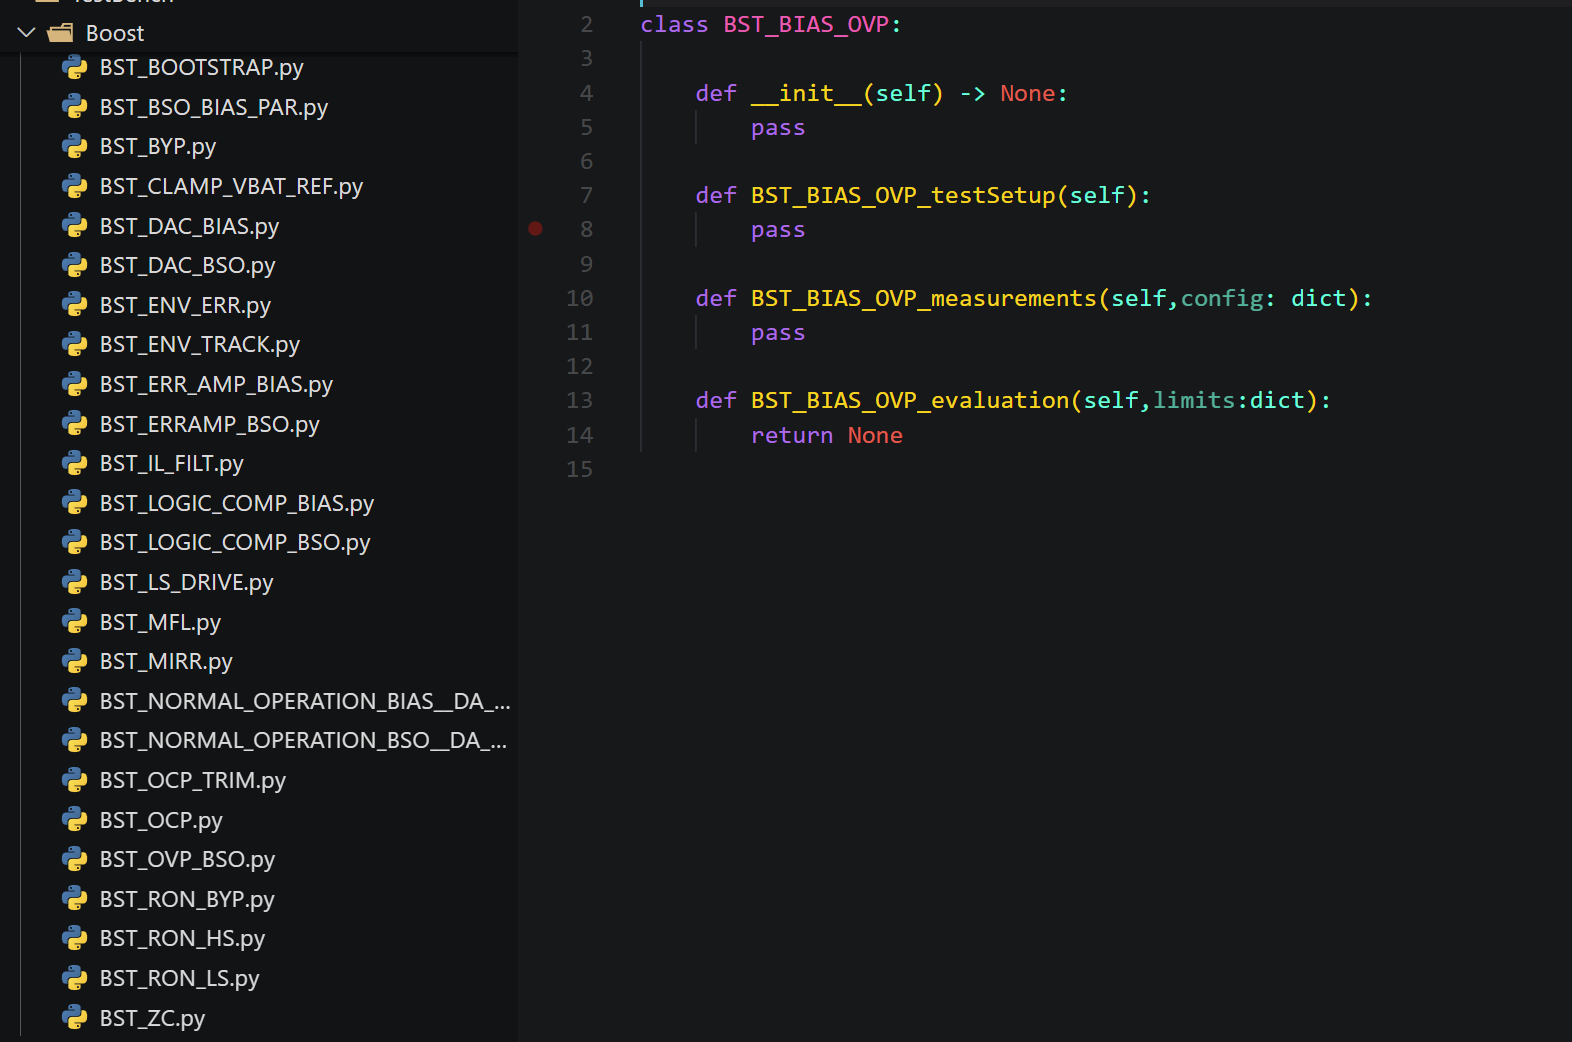 Boost
BST_BOOTSTRAP.py
BST_BSO_BIAS_PAR.py
BST_BYP.py
BST_CLAMP_VBAT_REF.py
BST_DAC_BIAS.py
BST_DAC_BSO.py
BST_ENV_ERR.py
BST_ENV_TRACK.py
BST_ERR_AMP_BIAS.py
BST_ERRAMP_BSO.py
BST_IL_FILT.py
BST_LOGIC_COMP_BIAS.py
BST_LOGIC_COMP_BSO.py
BST_LS_DRIVE.py
BST_MFL.py
BST_MIRR.py
BST_NORMAL_OPERATION_BIAS__DA_...
BST_NORMAL_OPERATION_BSO__DA_...
BST_OCP_TRIM.py
BST_OCP.py
BST_OVP_BSO.py
BST_RON_BYP.py
BST_RON_HS.py
BST_RON_LS.py
BST_ZC.py
2 class BST_BIAS_OVP:
3
4 def __init__(self) -> None:
5 pass
6
7 def BST_BIAS_OVP_testSetup(self):
8 pass
9
10 def BST_BIAS_OVP_measurements(self,config: dict):
11 pass
12
13 def BST_BIAS_OVP_evaluation(self,limits:dict):
14 return None
15